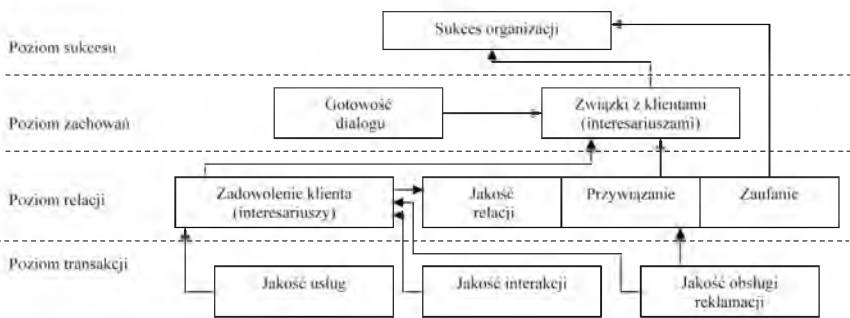 Sukces organizacji
Poziom sukcesu
Gotowość
dialogu
Związki z klientami
(interesariuszami)
Poziom zachowań
Zadowolenie klienta
(interesariuszy)
Jakość
relacji
Przywiązanie
Zaufanie
Poziom relacji
Poziom transakcji
Jakość usług
Jakość interakcji
Jakość obsługi
reklamacji